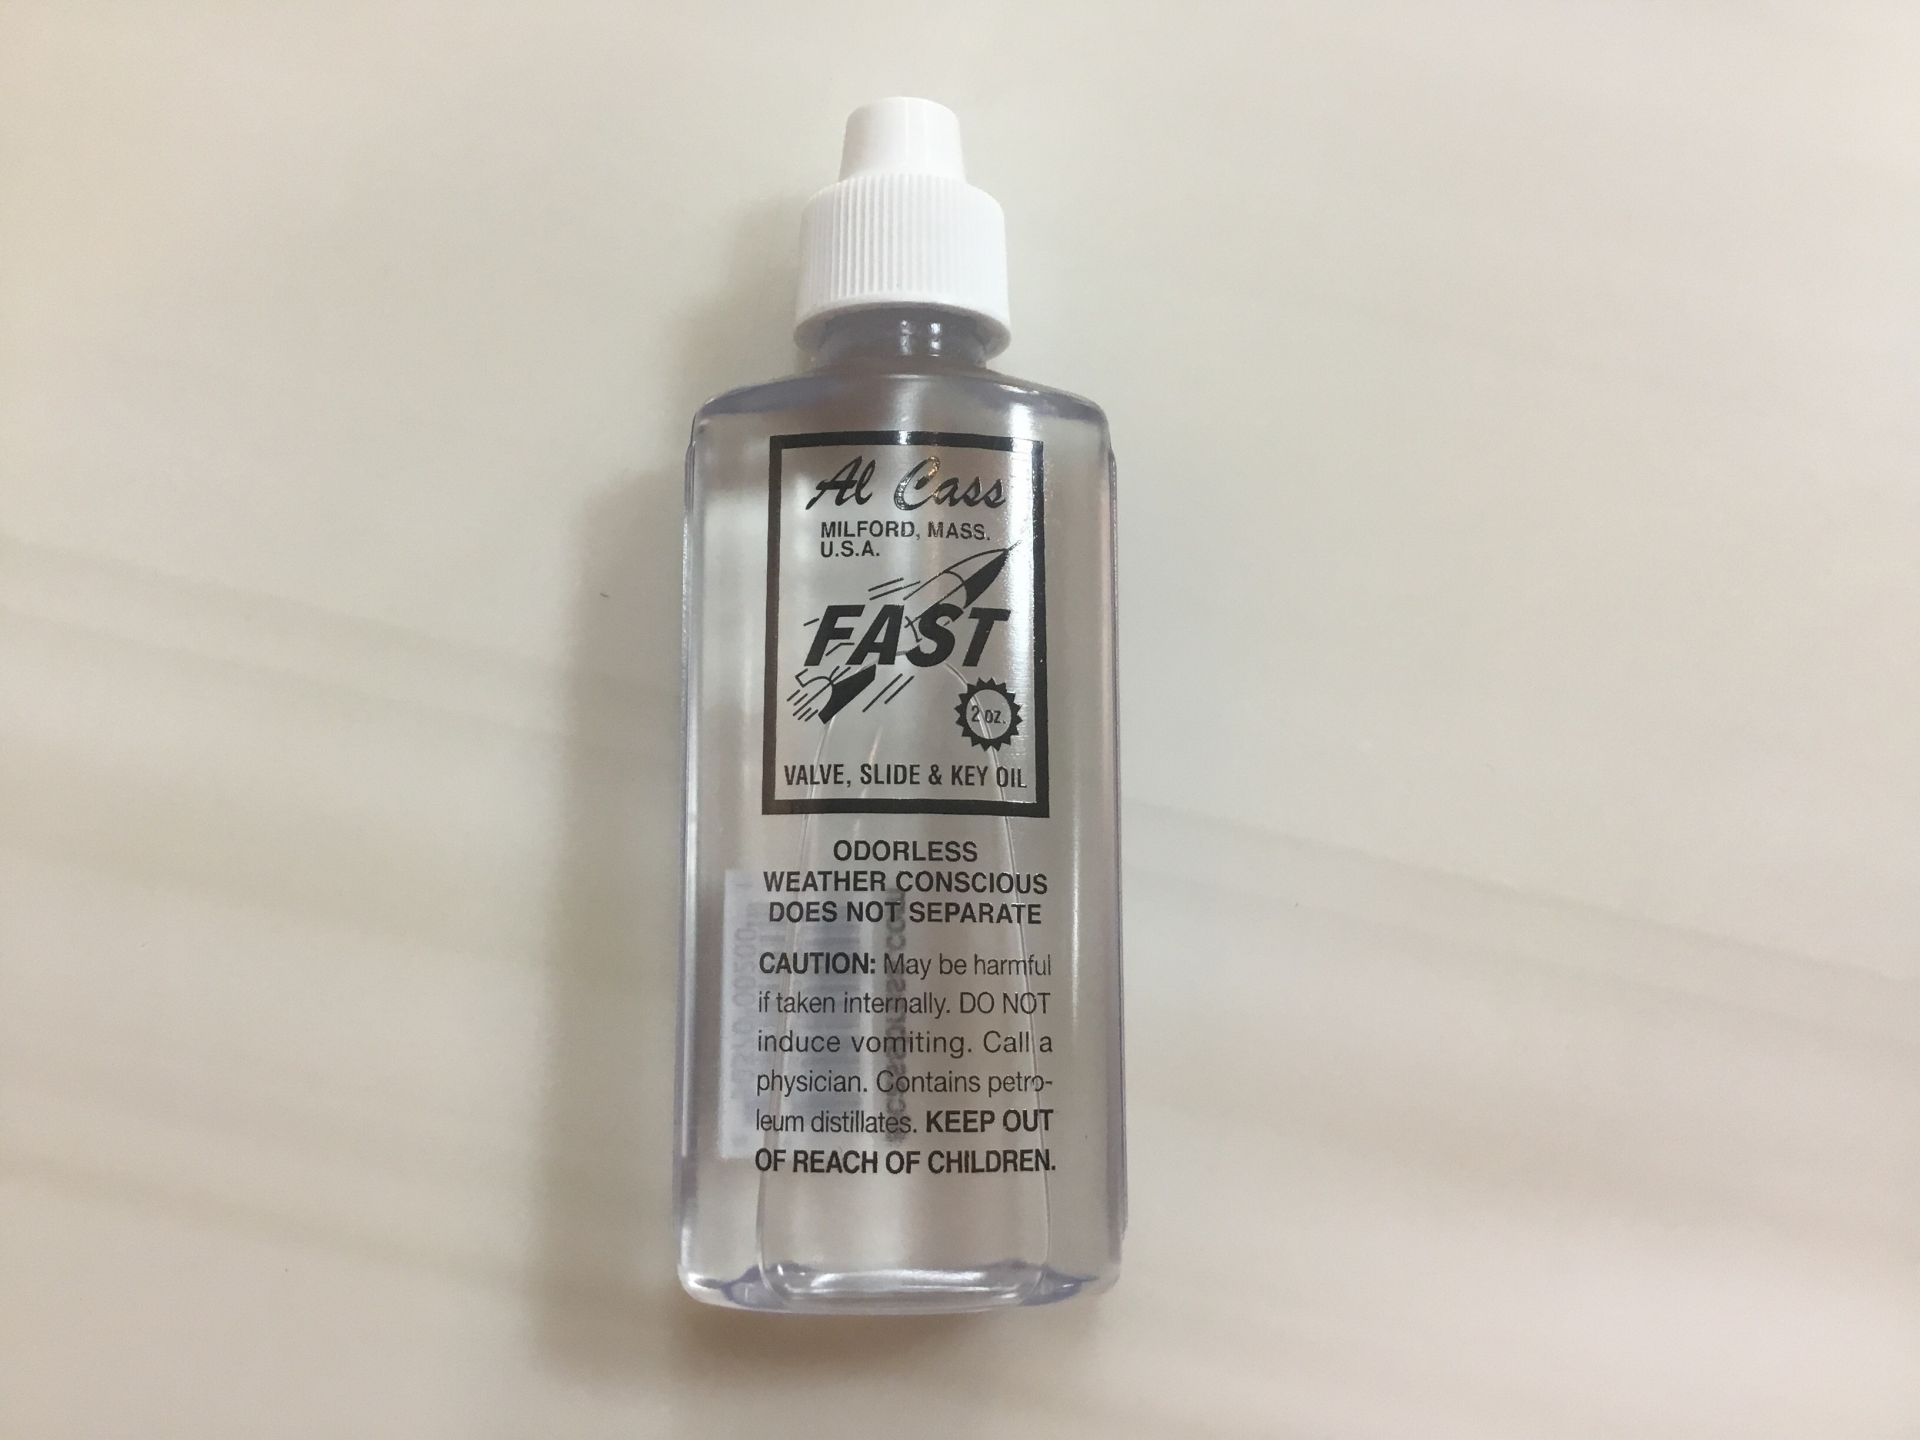 Al Cass
MILFORD, MASS.
U.S.A.
FAST
2 oz.
VALVE, SLIDE & KEY OIL
ODORLESS
WEATHER CONSCIOUS
DOES NOT SEPARATE
CAUTION: May be harmful
if taken internally. DO NOT
induce vomiting. Call a
physician. Contains petro-
leum distillates. KEEP OUT
OF REACH OF CHILDREN.